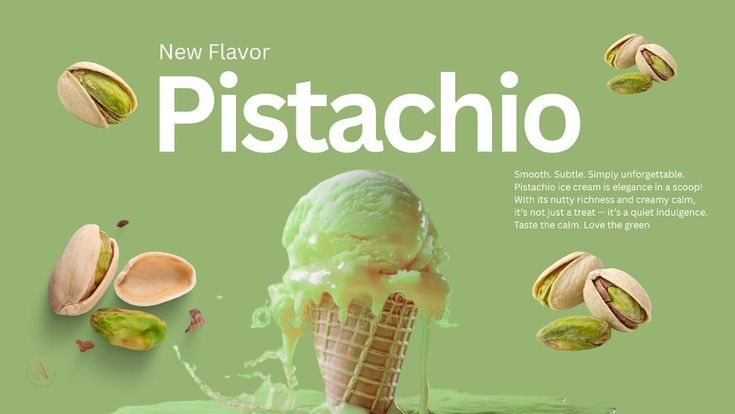 New Flavor
Pistachio
Smooth. Subtle. Simply unforgettable.
Pistachio ice cream is elegance in a scoop!
With its nutty richness and creamy calm,
it's not just a treat — it's a quiet indulgence.
Taste the calm. Love the green